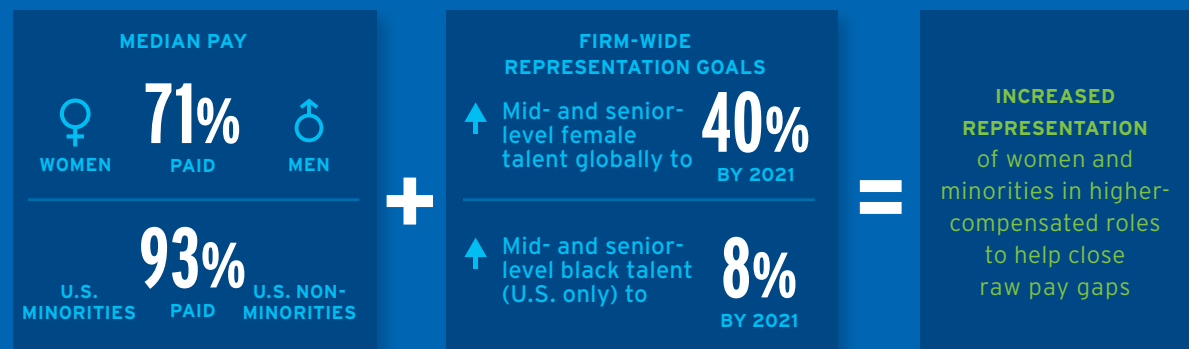 MEDIAN PAY
71%
WOMEN
PAID
MEN
93%
U.S.
MINORITIES
PAID
U.S. NON-
MINORITIES
+
FIRM-WIDE
REPRESENTATION GOALS
Mid- and senior-
level female
talent globally to
40%
BY 2021
Mid- and senior-
level black talent
(U.S. only) to
8%
BY 2021
=
INCREASED
REPRESENTATION
of women and
minorities in higher-
compensated roles
to help close
raw pay gaps